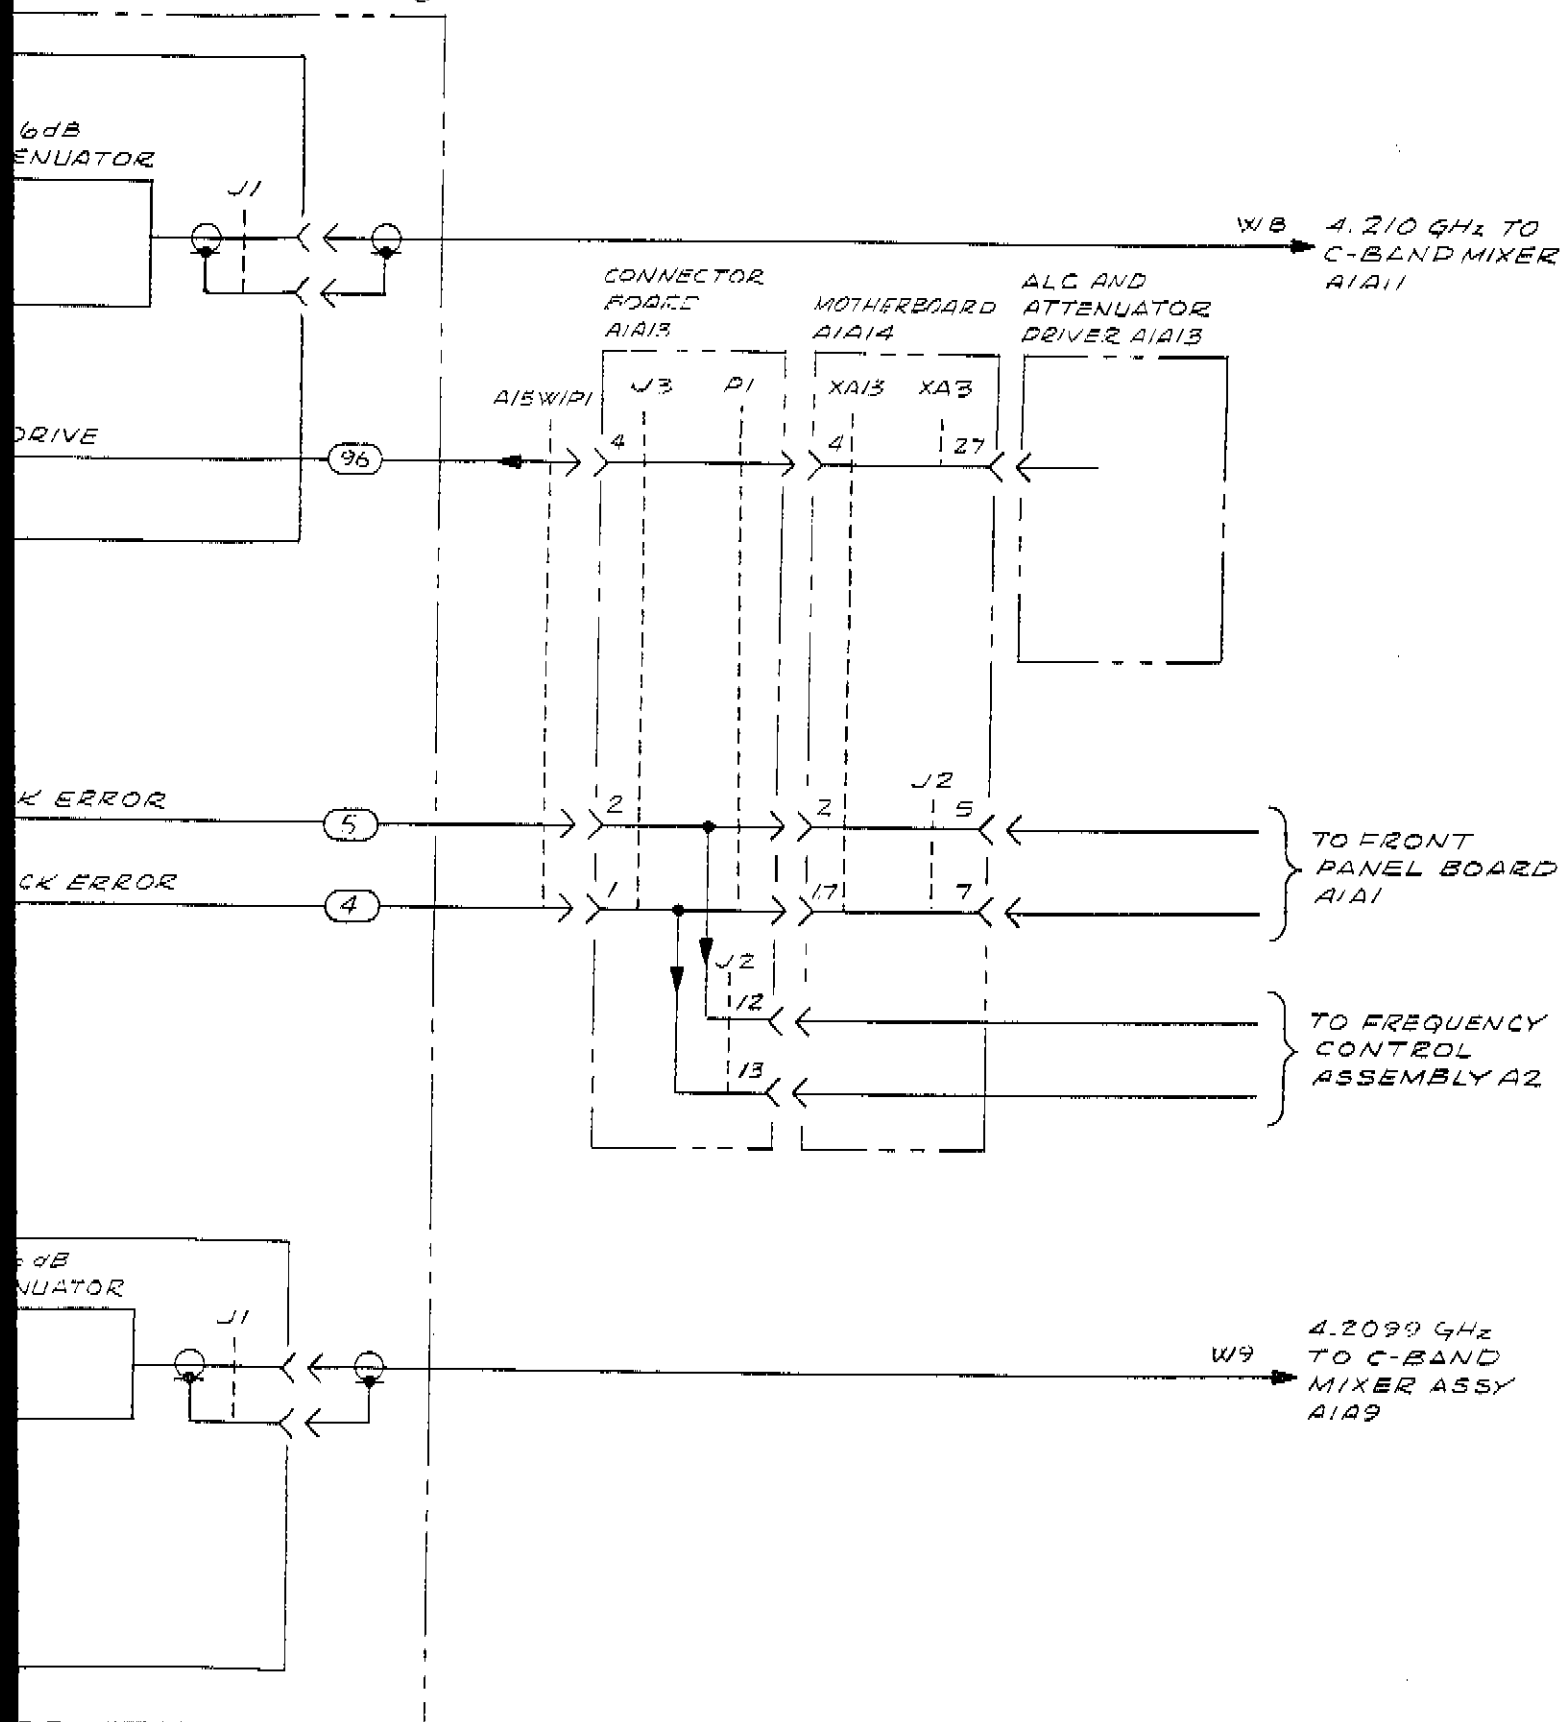 6dB
ENUATOR
J1
W8
4.210 GHz TO
C-BAND MIXER
A1A11
CONNECTOR
BOARD
A1A13
MOTHERBOARD
A1A14
ALC AND
ATTENUATOR
DRIVER A1A13
A15W1P1
J3
P1
XA13
XA3
DRIVE
96
4
4
27
K ERROR
5
2
2
J2
5
CK ERROR
4
1
17
7
TO FRONT
PANEL BOARD
A1A1
J2
12
13
TO FREQUENCY
CONTROL
ASSEMBLY A2
dB
NUATOR
J1
W9
4.2099 GHz
TO C-BAND
MIXER ASSY
A1A9